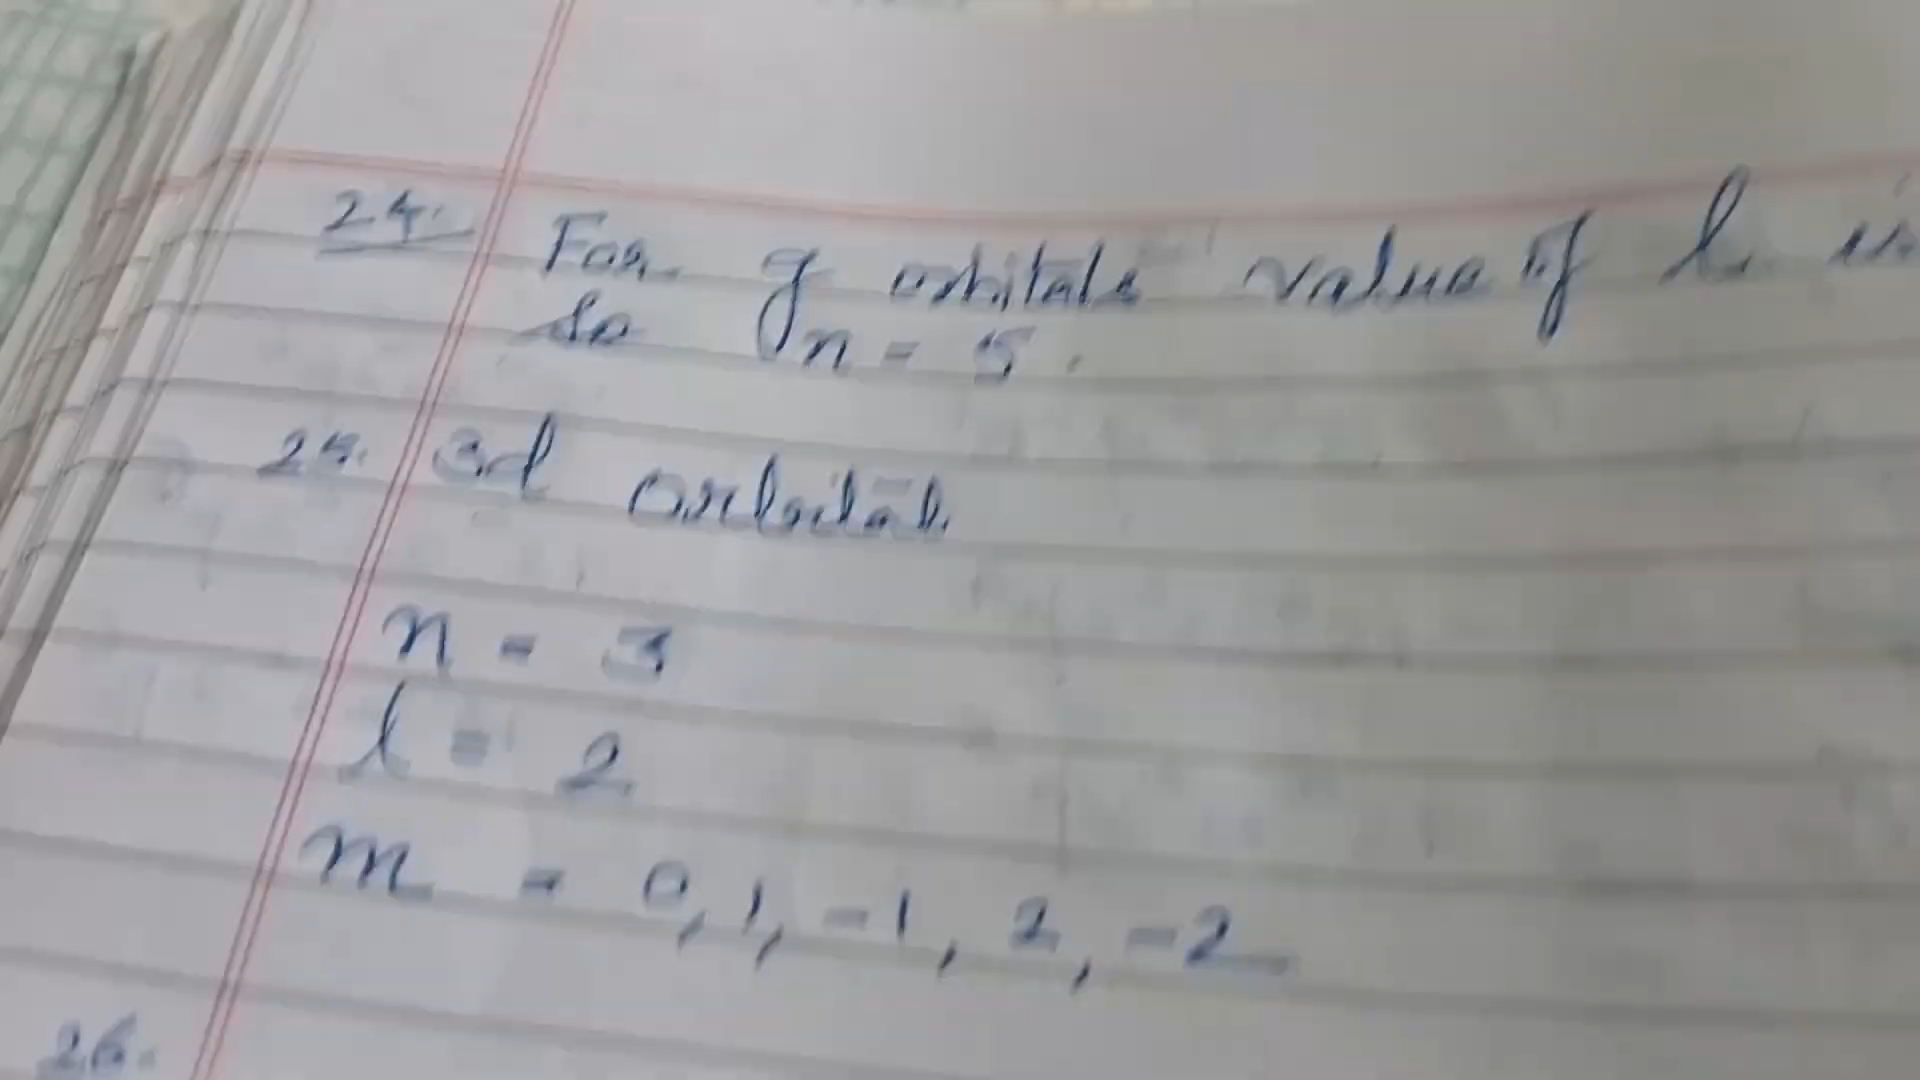 24. For g orbitals value of l is
so n = 5.
25. 3d orbital
n = 3
l = 2
m = 0, 1, -1, 2, -2
26.